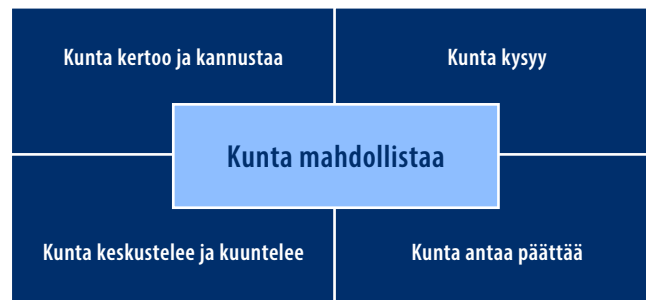 Kunta kertoo ja kannustaa
Kunta kysyy
Kunta mahdollistaa
Kunta keskustelee ja kuuntelee
Kunta antaa päättää